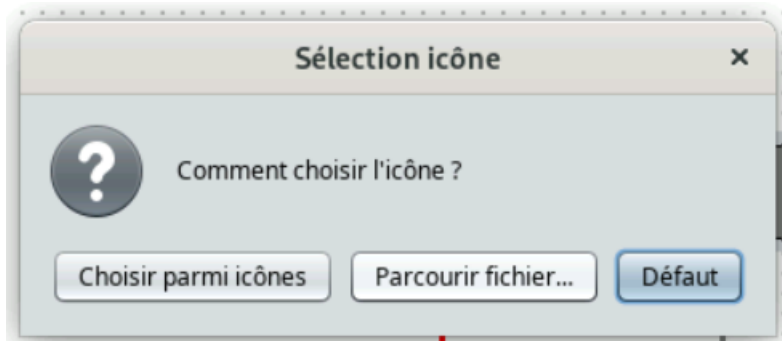 Sélection icône
Comment choisir l'icône ?
Choisir parmi icônes Parcourir fichier... Défaut